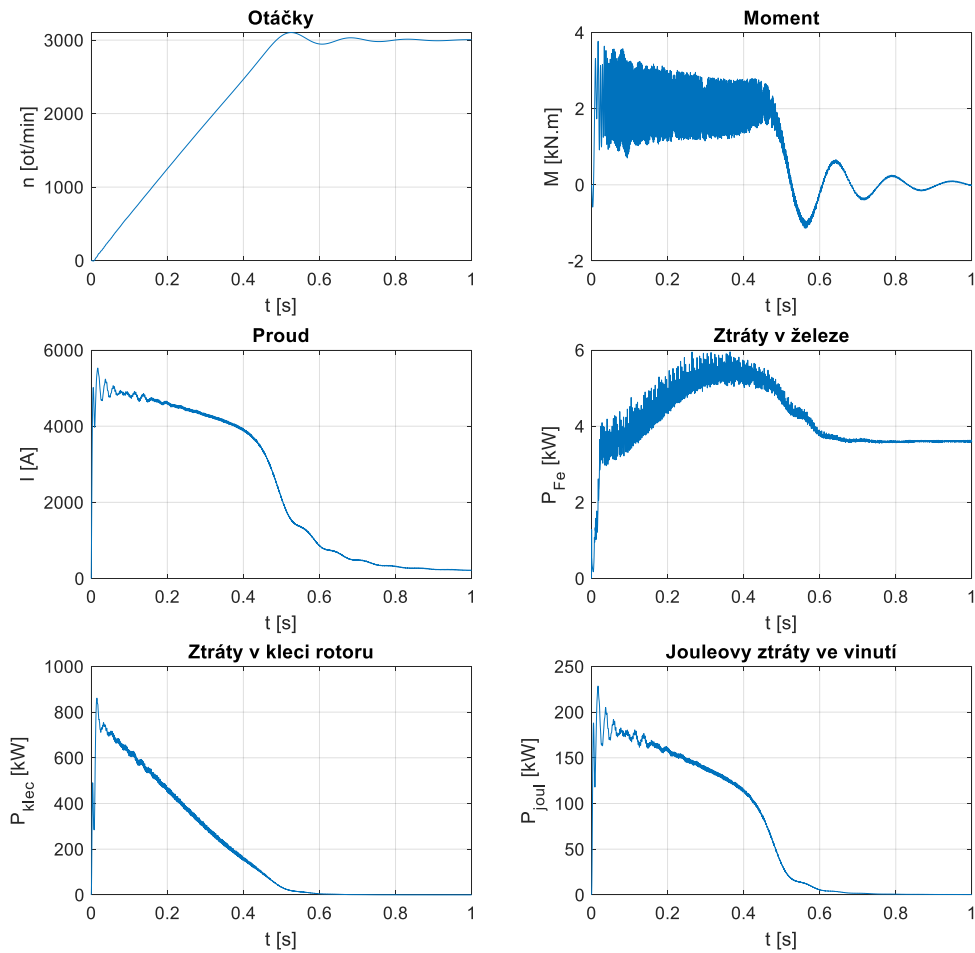 Otáčky
n [ot/min]
3000
2000
1000
0
0 0.2 0.4 0.6 0.8 1
t [s]
Moment
M [kN.m]
4
2
0
-2
0 0.2 0.4 0.6 0.8 1
t [s]
Proud
I [A]
6000
4000
2000
0
0 0.2 0.4 0.6 0.8 1
t [s]
Ztráty v železe
P_Fe [kW]
6
4
2
0
0 0.2 0.4 0.6 0.8 1
t [s]
Ztráty v kleci rotoru
P_klec [kW]
1000
800
600
400
200
0
0 0.2 0.4 0.6 0.8 1
t [s]
Jouleovy ztráty ve vinutí
P_joul [kW]
250
200
150
100
50
0
0 0.2 0.4 0.6 0.8 1
t [s]